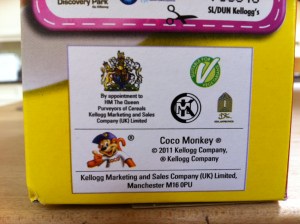 Discovery Park
SL/DUN Kellogg's
By appointment to
HM The Queen
Purveyors of Cereals
Kellogg Marketing and Sales
Company (UK) Limited
Coco Monkey ®
© 2011 Kellogg Company,
® Kellogg Company
Kellogg Marketing and Sales Company (UK) Limited,
Manchester M16 0PU